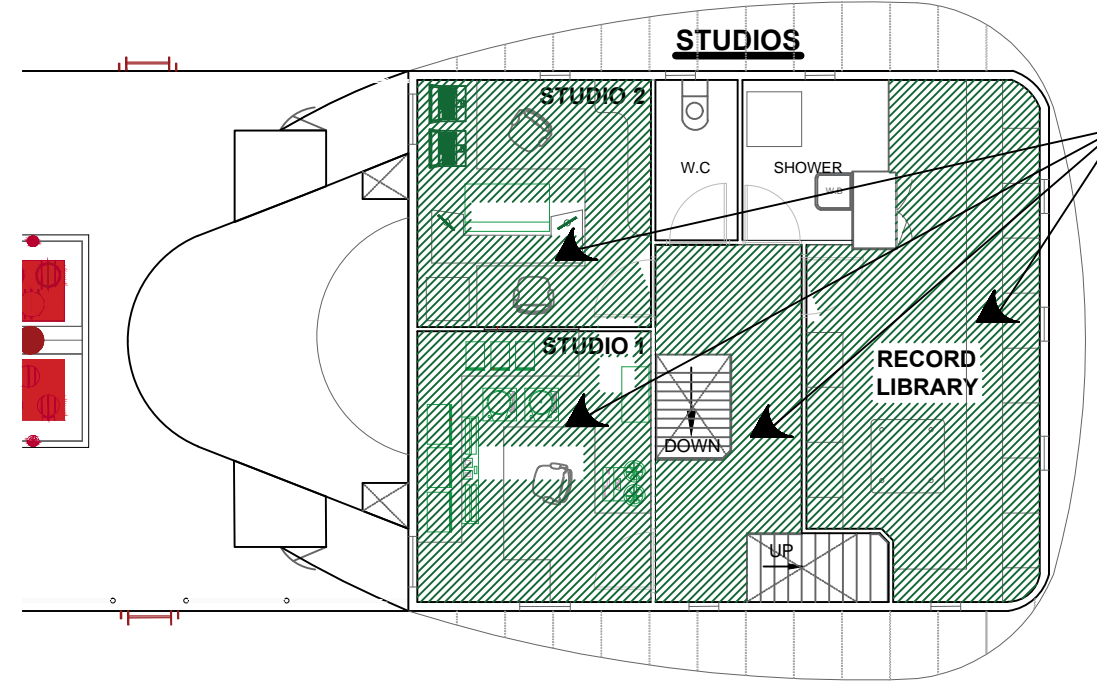 STUDIOS
STUDIO 2
W.C
SHOWER
W.B
STUDIO 1
RECORD
LIBRARY
DOWN
UP